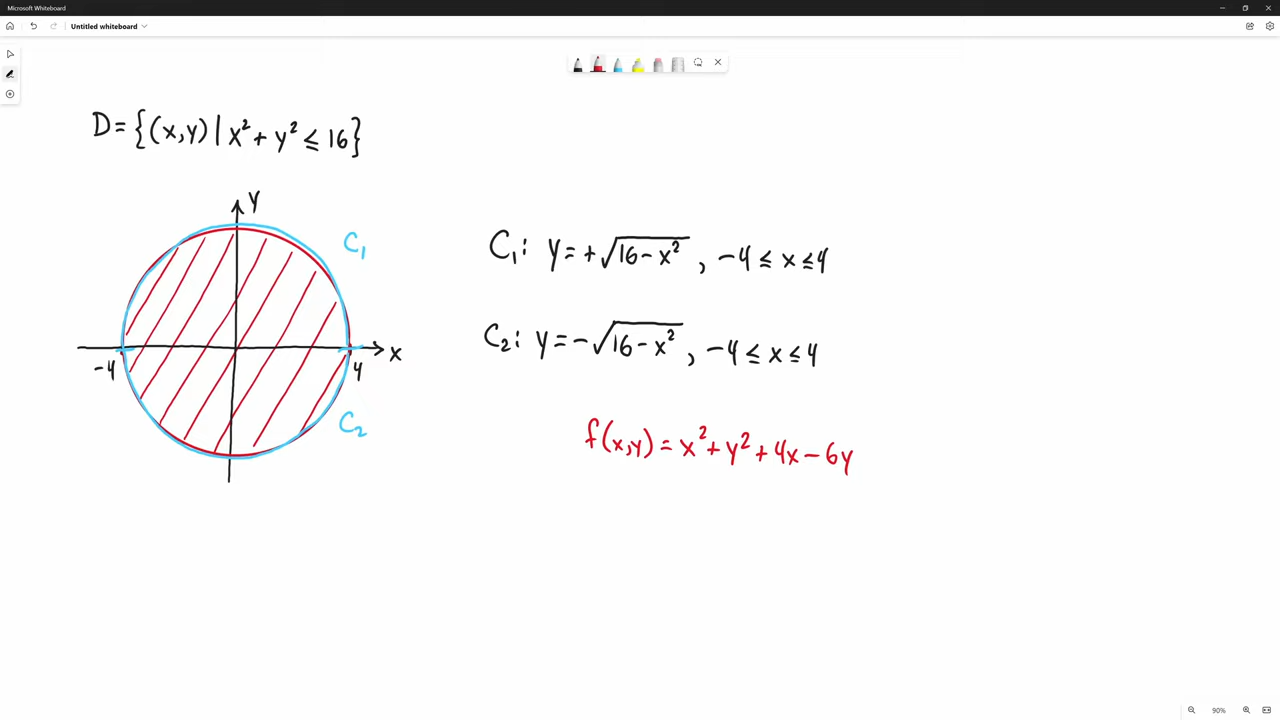 Microsoft Whiteboard
Untitled whiteboard
D={(x,y)|x²+y²≤16}
y
C₁
x
-4
4
C₂
C₁: y=+√(16-x²), -4≤x≤4
C₂: y=-√(16-x²), -4≤x≤4
f(x,y)=x²+y²+4x-6y
90%